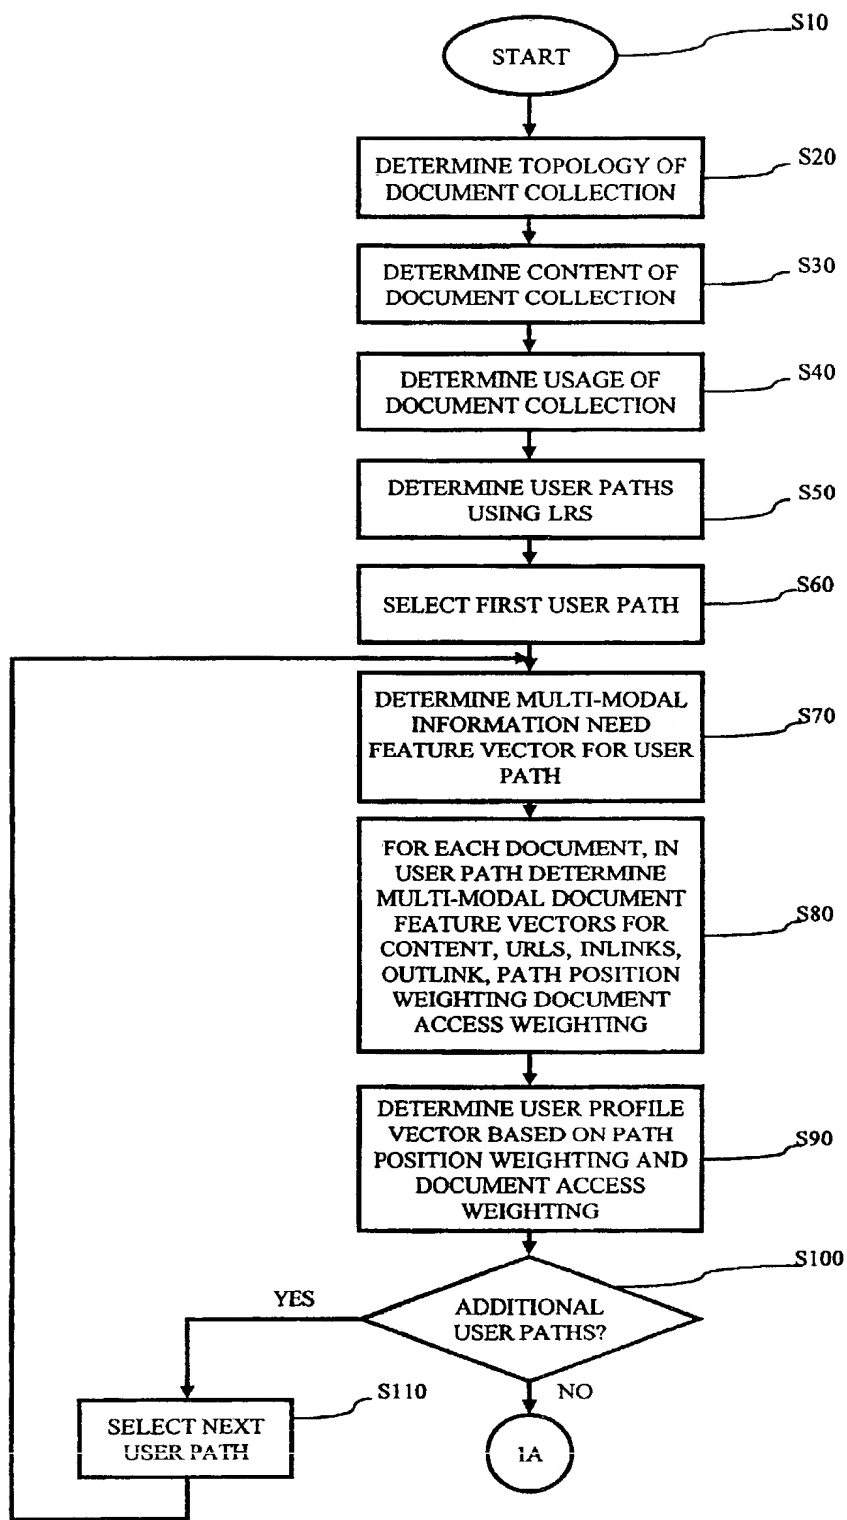 S10
START
S20
DETERMINE TOPOLOGY OF
DOCUMENT COLLECTION
S30
DETERMINE CONTENT OF
DOCUMENT COLLECTION
S40
DETERMINE USAGE OF
DOCUMENT COLLECTION
S50
DETERMINE USER PATHS
USING LRS
S60
SELECT FIRST USER PATH
S70
DETERMINE MULTI-MODAL
INFORMATION NEED
FEATURE VECTOR FOR USER
PATH
S80
FOR EACH DOCUMENT, IN
USER PATH DETERMINE
MULTI-MODAL DOCUMENT
FEATURE VECTORS FOR
CONTENT, URLS, INLINKS,
OUTLINK, PATH POSITION
WEIGHTING DOCUMENT
ACCESS WEIGHTING
S90
DETERMINE USER PROFILE
VECTOR BASED ON PATH
POSITION WEIGHTING AND
DOCUMENT ACCESS
WEIGHTING
S100
ADDITIONAL
USER PATHS?
YES
NO
S110
SELECT NEXT
USER PATH
1A